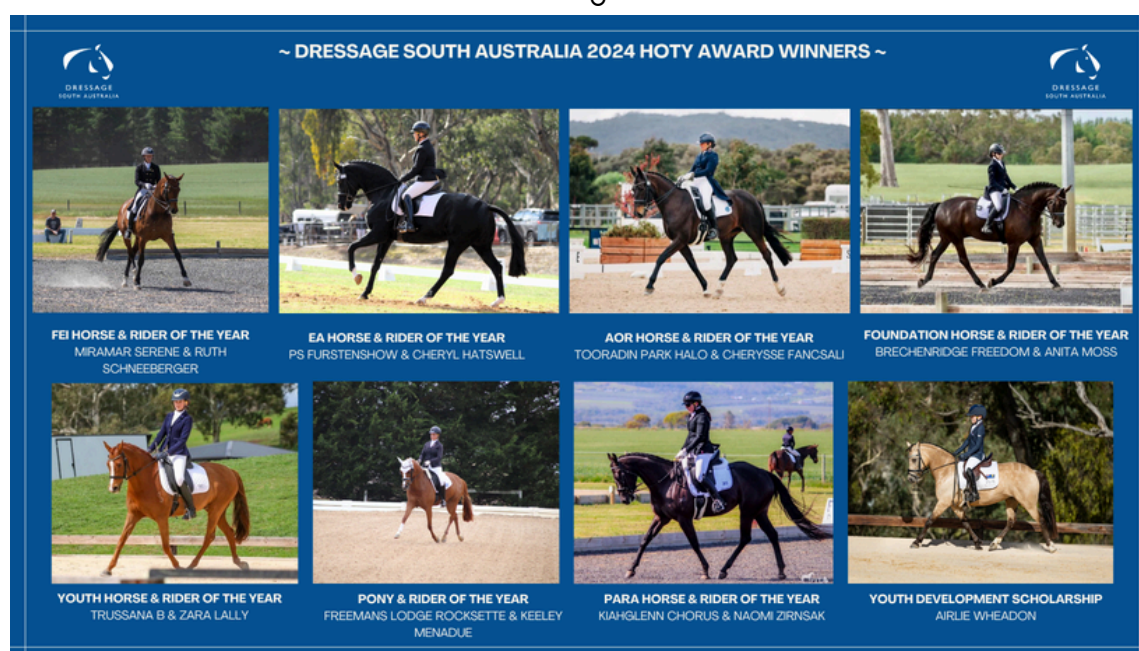 ~ DRESSAGE SOUTH AUSTRALIA 2024 HOTY AWARD WINNERS ~
DRESSAGE
SOUTH AUSTRALIA
DRESSAGE
SOUTH AUSTRALIA
FEI HORSE & RIDER OF THE YEAR
MIRAMAR SERENE & RUTH
SCHNEEBERGER
EA HORSE & RIDER OF THE YEAR
PS FURSTENSHOW & CHERYL HATSWELL
AOR HORSE & RIDER OF THE YEAR
TOORADIN PARK HALO & CHERYSSE FANCSALI
FOUNDATION HORSE & RIDER OF THE YEAR
BRECHENRIDGE FREEDOM & ANITA MOSS
YOUTH HORSE & RIDER OF THE YEAR
TRUSSANA B & ZARA LALLY
PONY & RIDER OF THE YEAR
FREEMANS LODGE ROCKSETTE & KEELEY
MENADUE
PARA HORSE & RIDER OF THE YEAR
KIAHGLENN CHORUS & NAOMI ZIRNSAK
YOUTH DEVELOPMENT SCHOLARSHIP
AIRLIE WHEADON